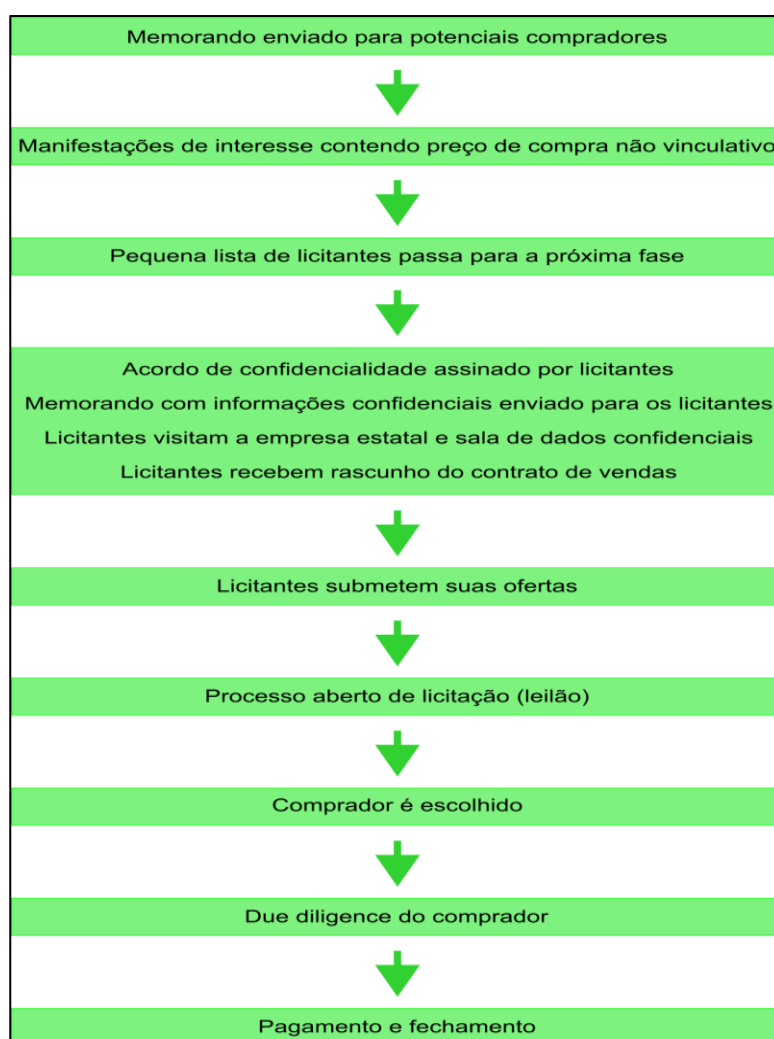 Memorando enviado para potenciais compradores
Manifestações de interesse contendo preço de compra não vinculativo
Pequena lista de licitantes passa para a próxima fase
Acordo de confidencialidade assinado por licitantes
Memorando com informações confidenciais enviado para os licitantes
Licitantes visitam a empresa estatal e sala de dados confidenciais
Licitantes recebem rascunho do contrato de vendas
Licitantes submetem suas ofertas
Processo aberto de licitação (leilão)
Comprador é escolhido
Due diligence do comprador
Pagamento e fechamento